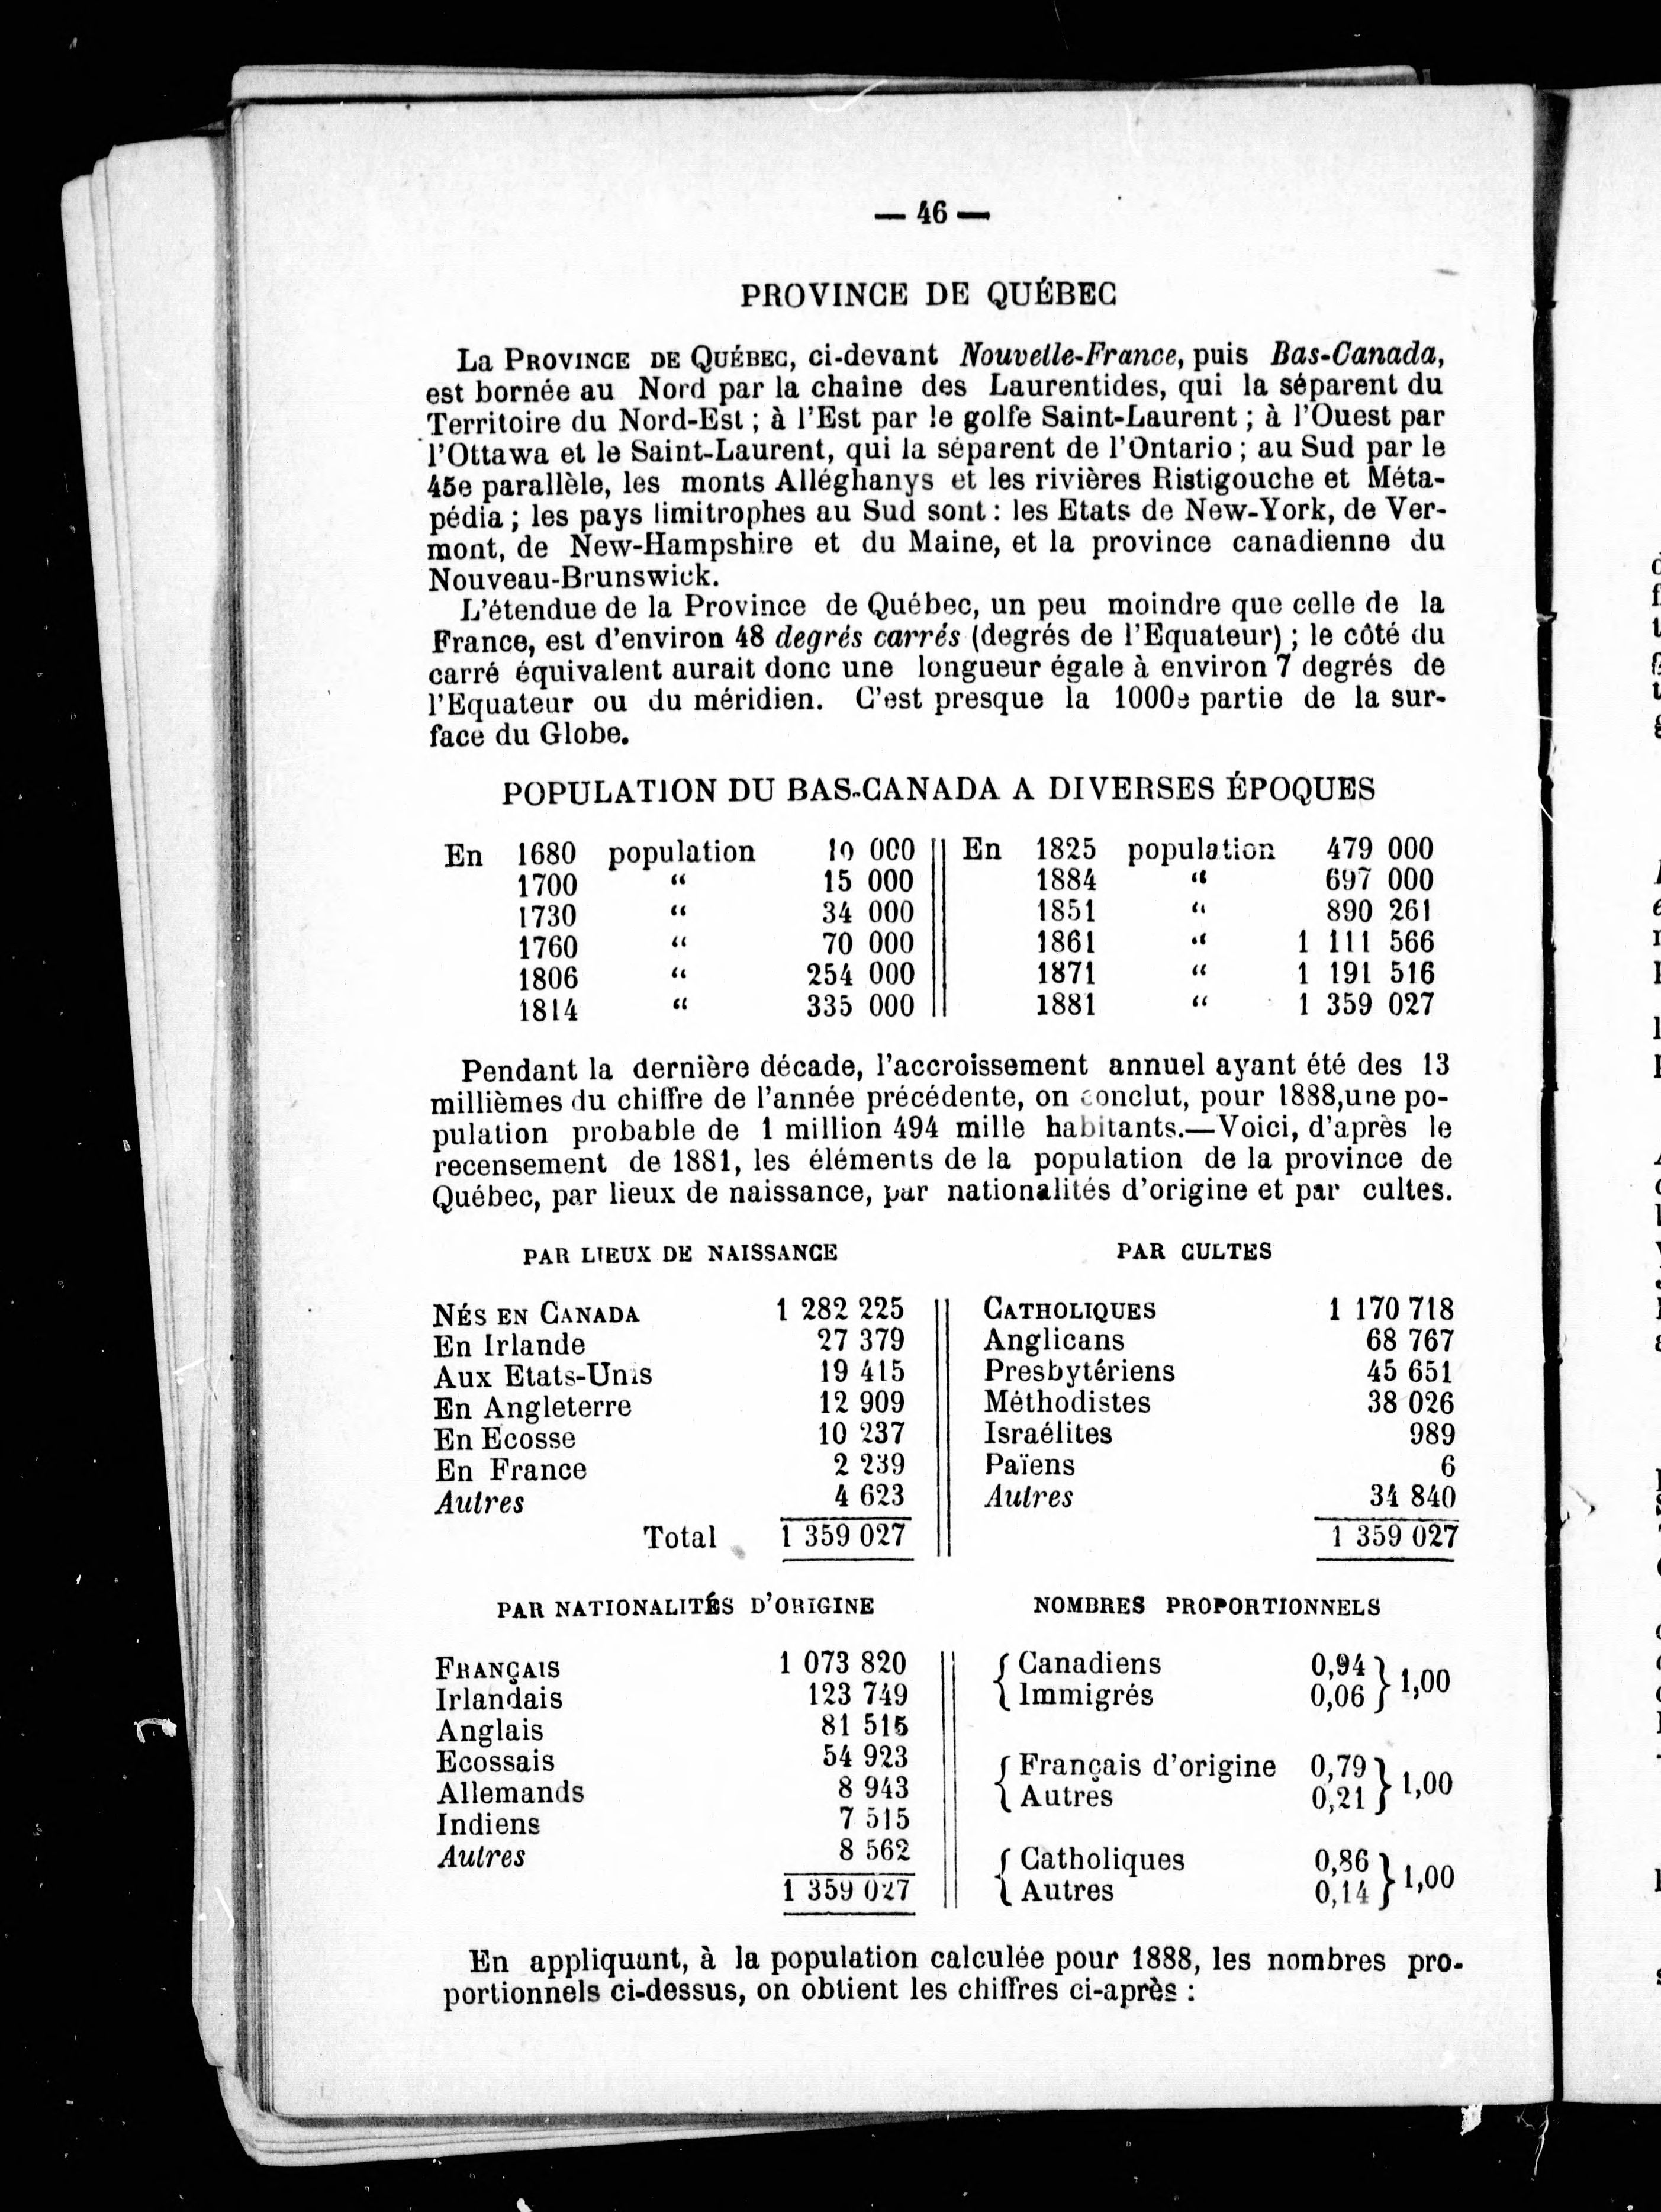 — 46 —
PROVINCE DE QUÉBEC
La PROVINCE DE QUÉBEC, ci-devant Nouvelle-France, puis Bas-Canada,
est bornée au Nord par la chaîne des Laurentides, qui la séparent du
Territoire du Nord-Est ; à l'Est par le golfe Saint-Laurent ; à l'Ouest par
l'Ottawa et le Saint-Laurent, qui la séparent de l'Ontario ; au Sud par le
45e parallèle, les monts Alléghanys et les rivières Ristigouche et Méta-
pédia ; les pays limitrophes au Sud sont : les Etats de New-York, de Ver-
mont, de New-Hampshire et du Maine, et la province canadienne du
Nouveau-Brunswick.
L'étendue de la Province de Québec, un peu moindre que celle de la
France, est d'environ 48 degrés carrés (degrés de l'Equateur) ; le côté du
carré équivalent aurait donc une longueur égale à environ 7 degrés de
l'Equateur ou du méridien. C'est presque la 1000e partie de la sur-
face du Globe.
POPULATION DU BAS-CANADA A DIVERSES ÉPOQUES
En 1680 population 10 000 En 1825 population 479 000
1700 " 15 000 1884 " 697 000
1730 " 34 000 1851 " 890 261
1760 " 70 000 1861 " 1 111 566
1806 " 254 000 1871 " 1 191 516
1814 " 335 000 1881 " 1 359 027
Pendant la dernière décade, l'accroissement annuel ayant été des 13
millièmes du chiffre de l'année précédente, on conclut, pour 1888,une po-
pulation probable de 1 million 494 mille habitants.—Voici, d'après le
recensement de 1881, les éléments de la population de la province de
Québec, par lieux de naissance, par nationalités d'origine et par cultes.
PAR LIEUX DE NAISSANCE PAR CULTES
NÉS EN CANADA 1 282 225 CATHOLIQUES 1 170 718
En Irlande 27 379 Anglicans 68 767
Aux Etats-Unis 19 415 Presbytériens 45 651
En Angleterre 12 909 Méthodistes 38 026
En Ecosse 10 237 Israélites 989
En France 2 239 Païens 6
Autres 4 623 Autres 34 840
Total 1 359 027 1 359 027
PAR NATIONALITÉS D'ORIGINE NOMBRES PROPORTIONNELS
FRANÇAIS 1 073 820 { Canadiens 0,94 } 1,00
Irlandais 123 749 Immigrés 0,06
Anglais 81 515
Ecossais 54 923 { Français d'origine 0,79 } 1,00
Allemands 8 943 Autres 0,21
Indiens 7 515
Autres 8 562 { Catholiques 0,86 } 1,00
1 359 027 Autres 0,14
En appliquant, à la population calculée pour 1888, les nombres pro-
portionnels ci-dessus, on obtient les chiffres ci-après :